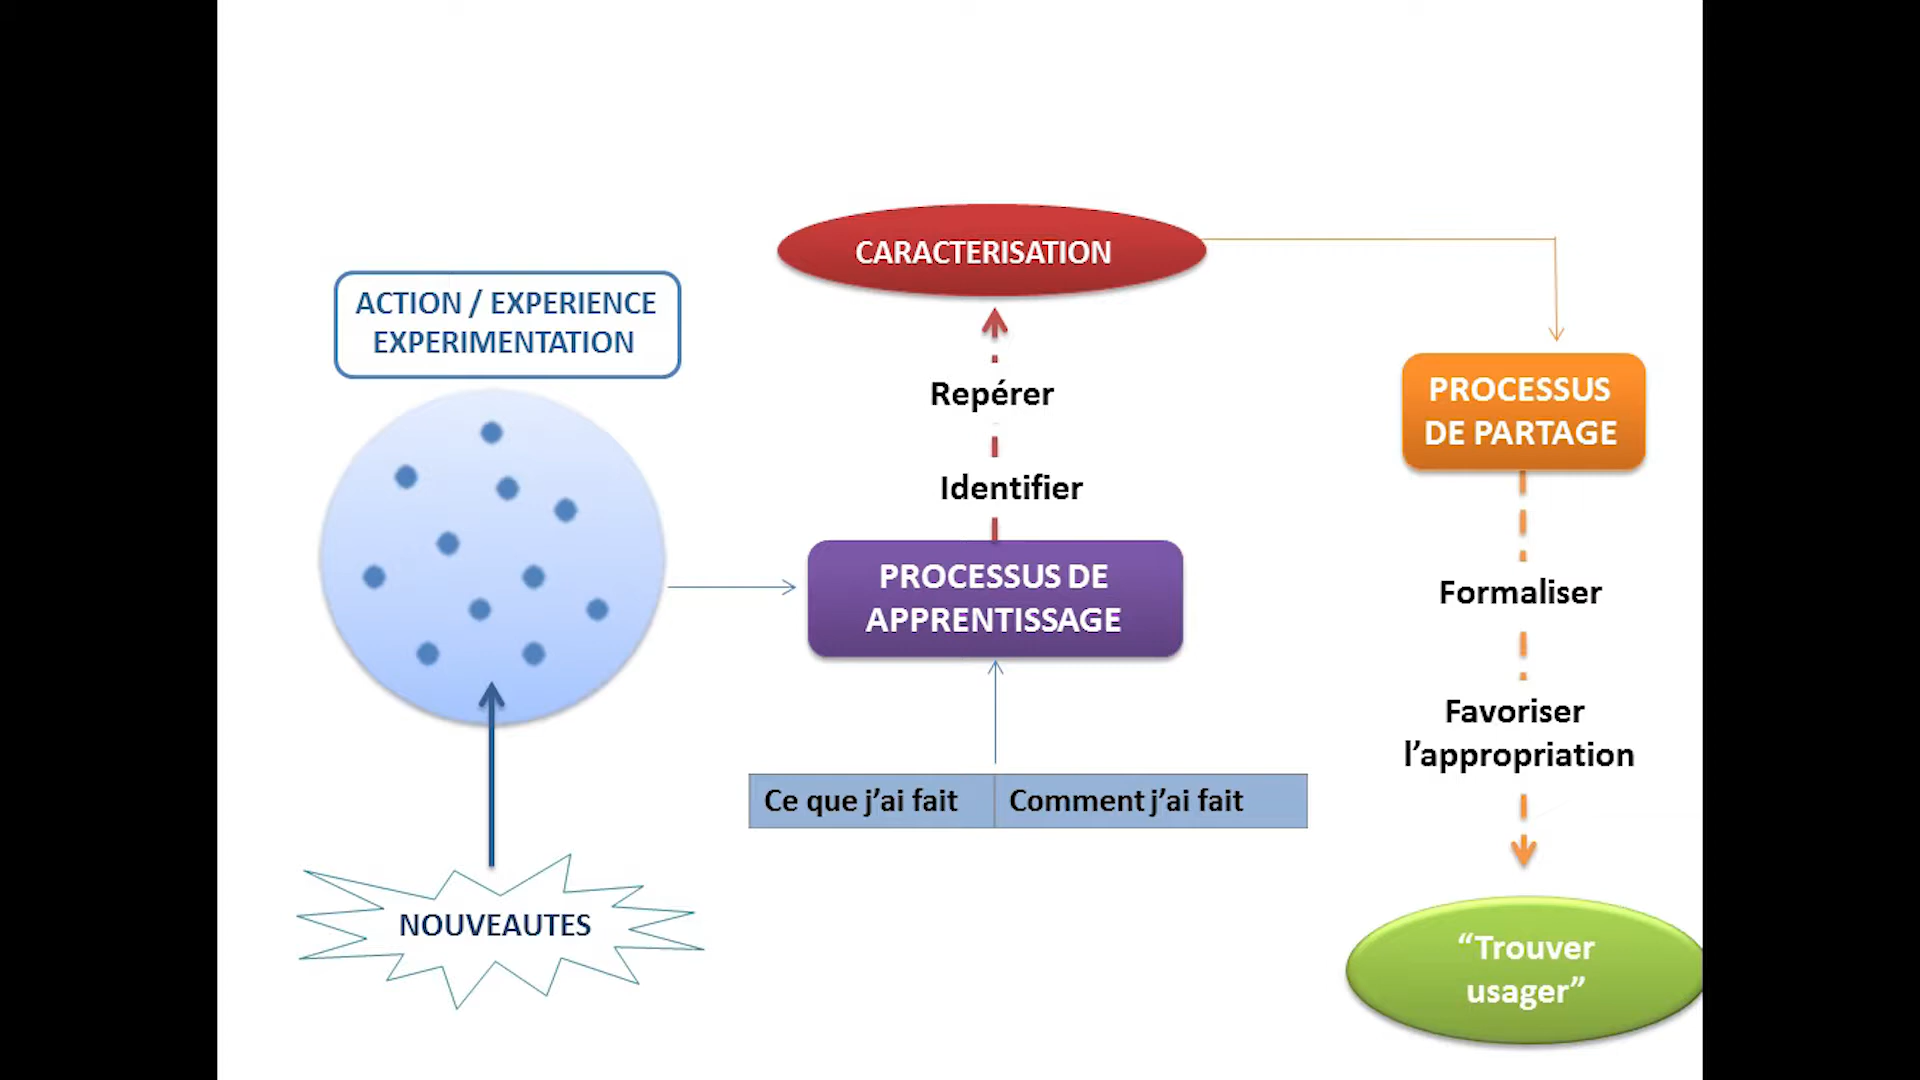 ACTION / EXPERIENCE
EXPERIMENTATION
NOUVEAUTES
CARACTERISATION
Repérer
Identifier
PROCESSUS DE
APPRENTISSAGE
Ce que j’ai fait
Comment j’ai fait
PROCESSUS
DE PARTAGE
Formaliser
Favoriser
l’appropriation
“Trouver
usager”